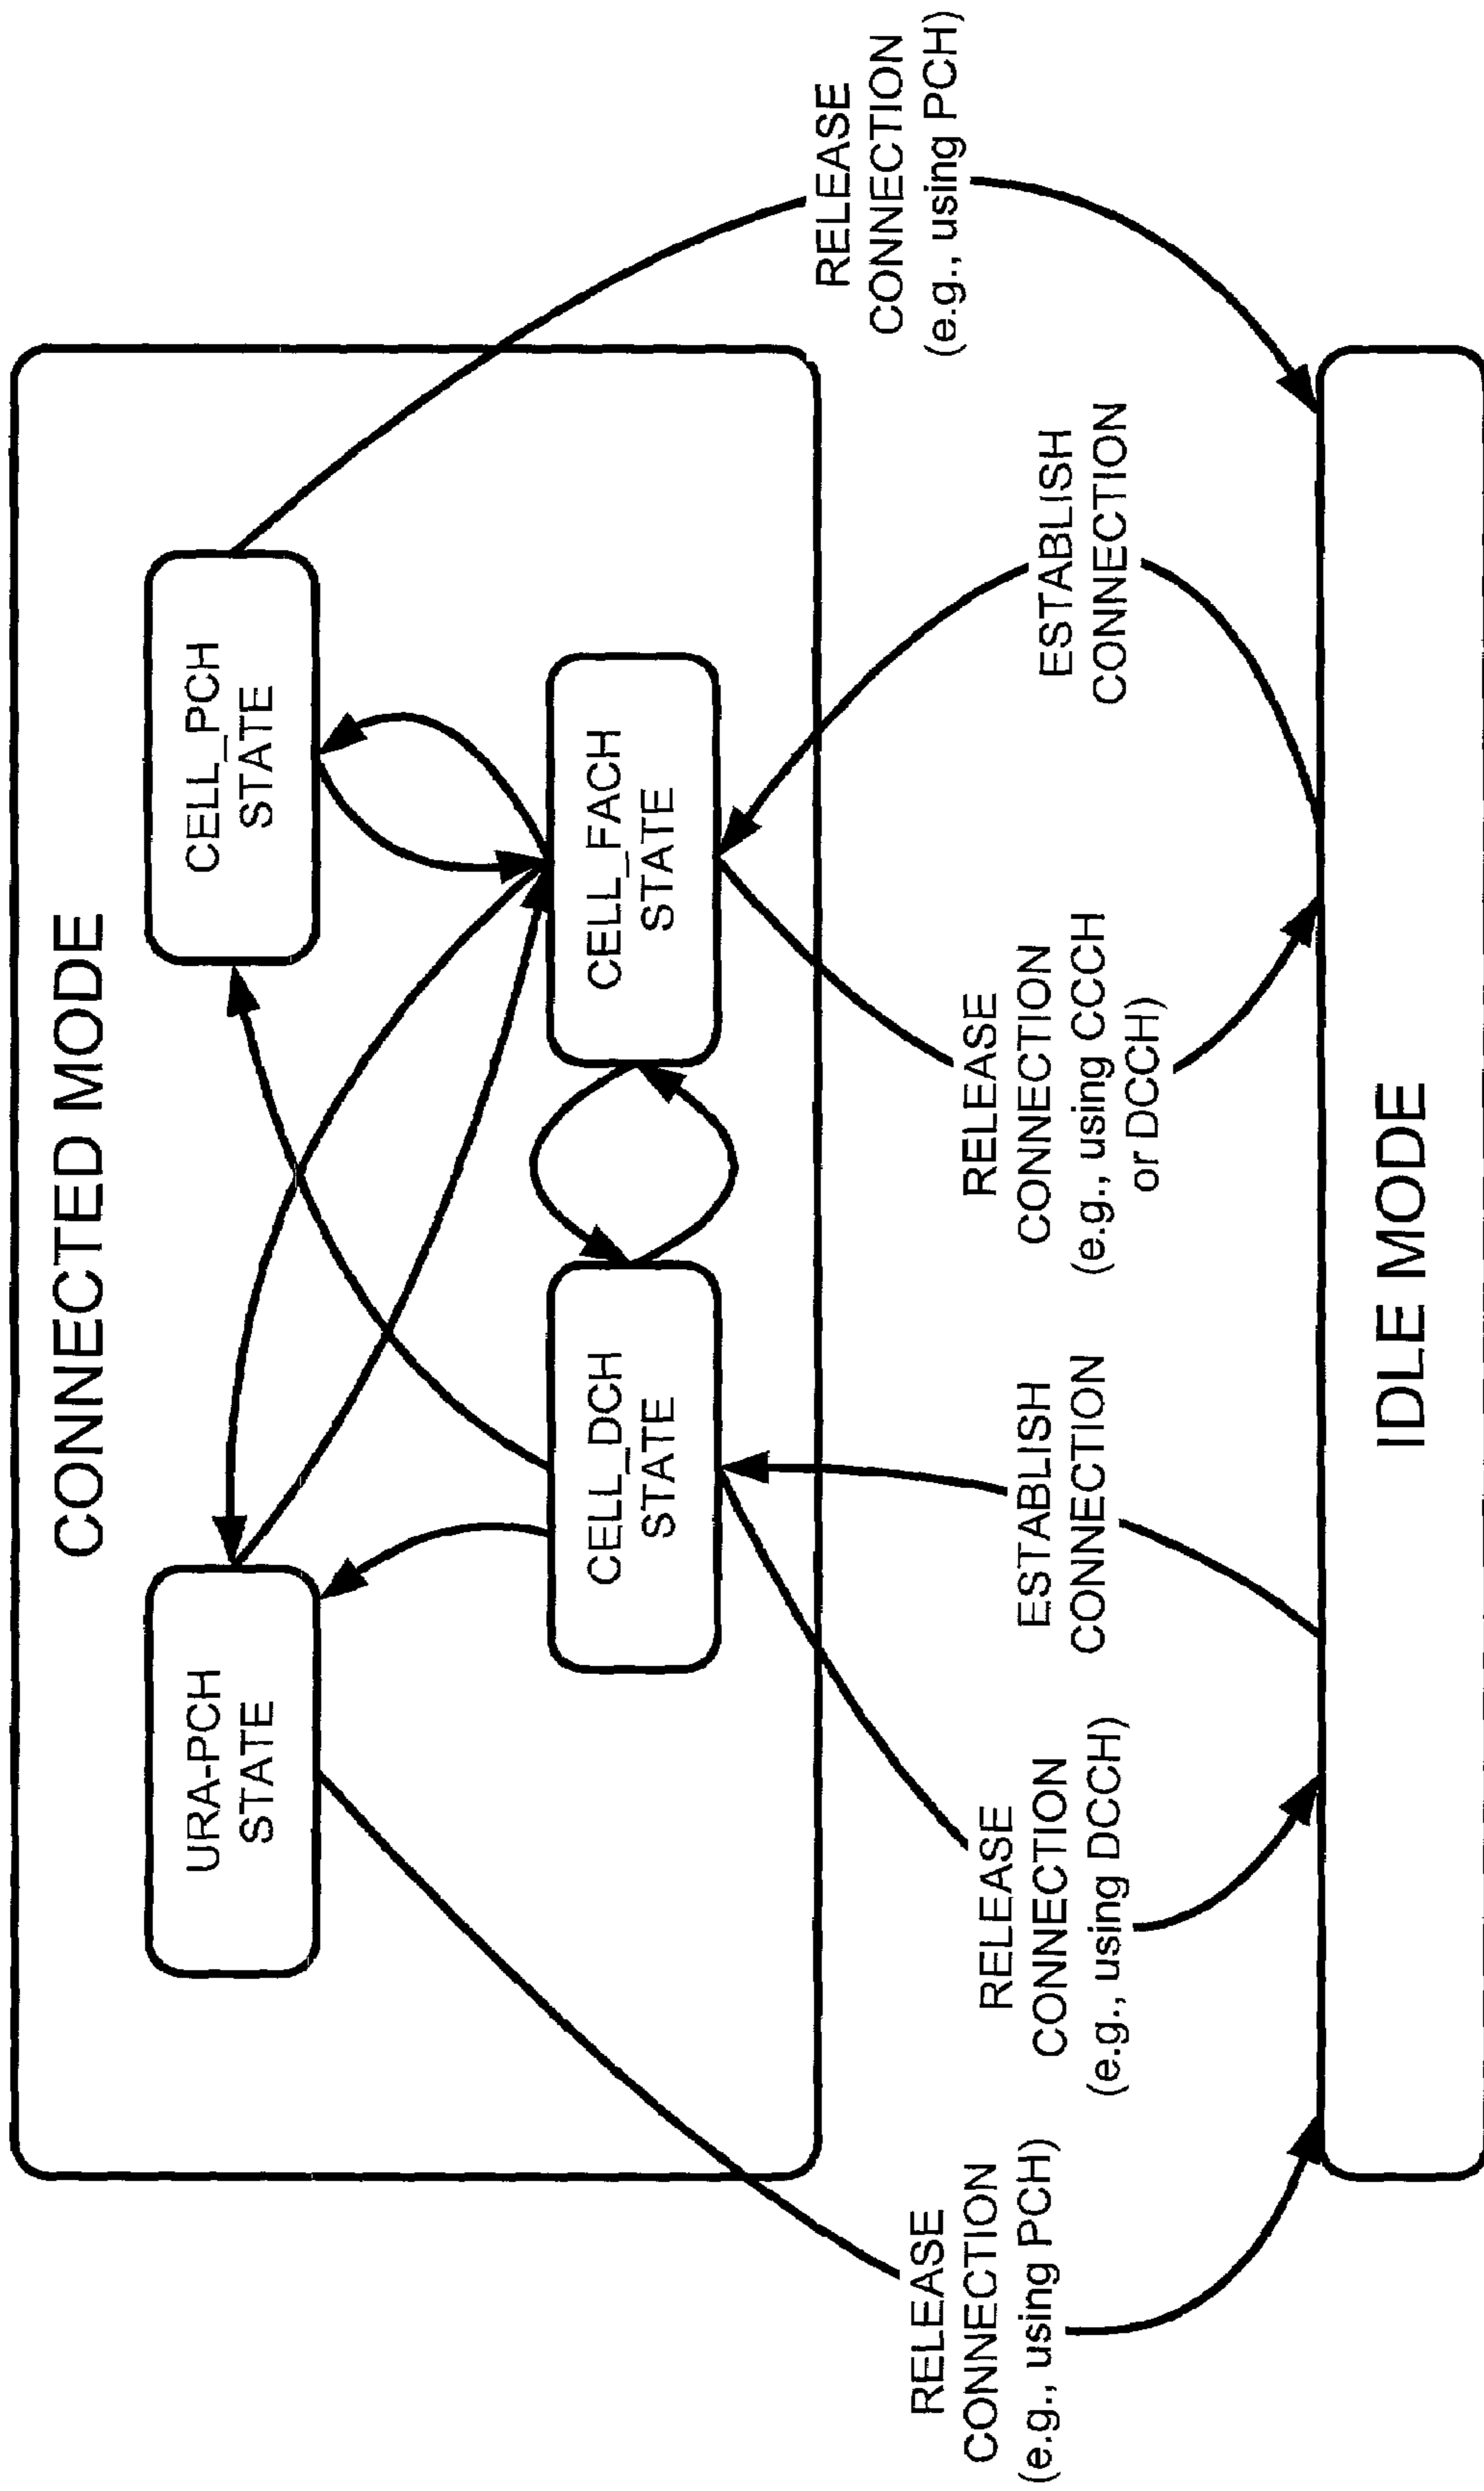 CONNECTED MODE
URA-PCH
STATE
CELL_PCH
STATE
CELL_DCH
STATE
CELL_FACH
STATE
RELEASE
CONNECTION
(e.g., using PCH)
RELEASE
CONNECTION
(e.g., using DCCH)
ESTABLISH
CONNECTION
RELEASE
CONNECTION
(e.g., using CCCH
or DCCH)
ESTABLISH
CONNECTION
RELEASE
CONNECTION
(e.g., using PCH)
IDLE MODE